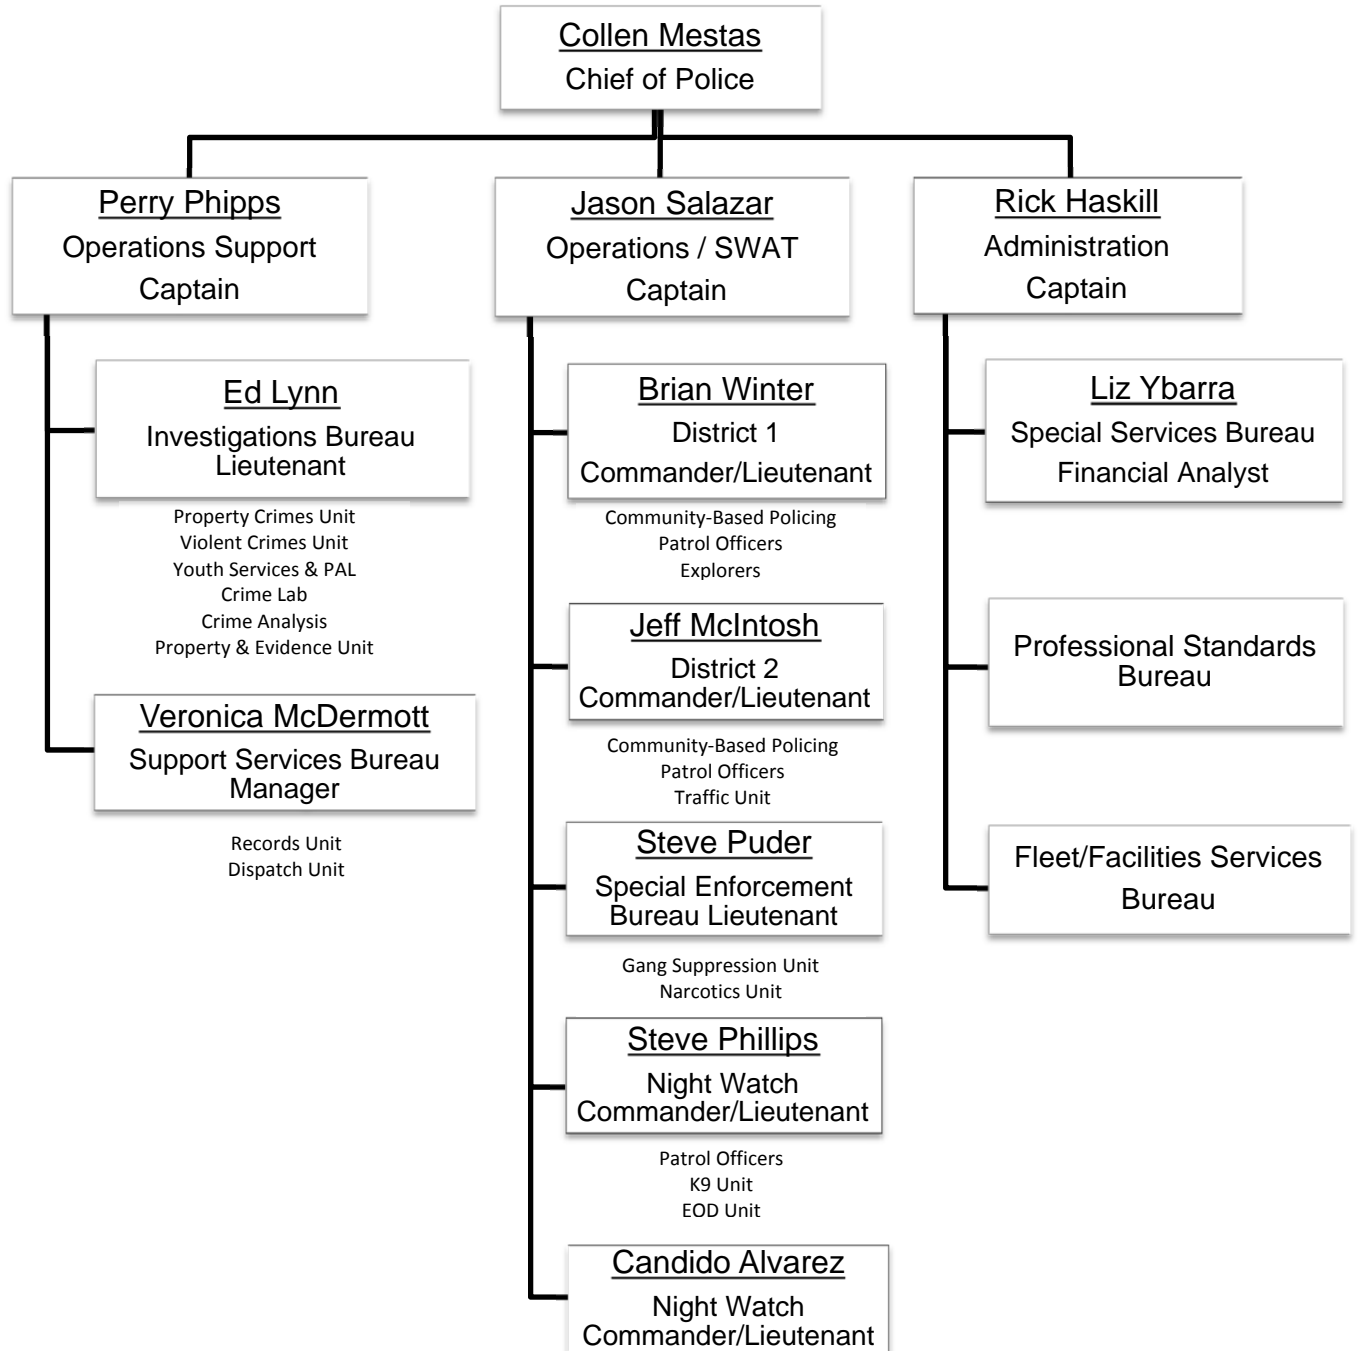 Collen Mestas
Chief of Police
Perry Phipps
Operations Support
Captain
Ed Lynn
Investigations Bureau
Lieutenant
Property Crimes Unit
Violent Crimes Unit
Youth Services & PAL
Crime Lab
Crime Analysis
Property & Evidence Unit
Veronica McDermott
Support Services Bureau
Manager
Records Unit
Dispatch Unit
Jason Salazar
Operations / SWAT
Captain
Brian Winter
District 1
Commander/Lieutenant
Community-Based Policing
Patrol Officers
Explorers
Jeff McIntosh
District 2
Commander/Lieutenant
Community-Based Policing
Patrol Officers
Traffic Unit
Steve Puder
Special Enforcement
Bureau Lieutenant
Gang Suppression Unit
Narcotics Unit
Steve Phillips
Night Watch
Commander/Lieutenant
Patrol Officers
K9 Unit
EOD Unit
Candido Alvarez
Night Watch
Commander/Lieutenant
Rick Haskill
Administration
Captain
Liz Ybarra
Special Services Bureau
Financial Analyst
Professional Standards
Bureau
Fleet/Facilities Services
Bureau